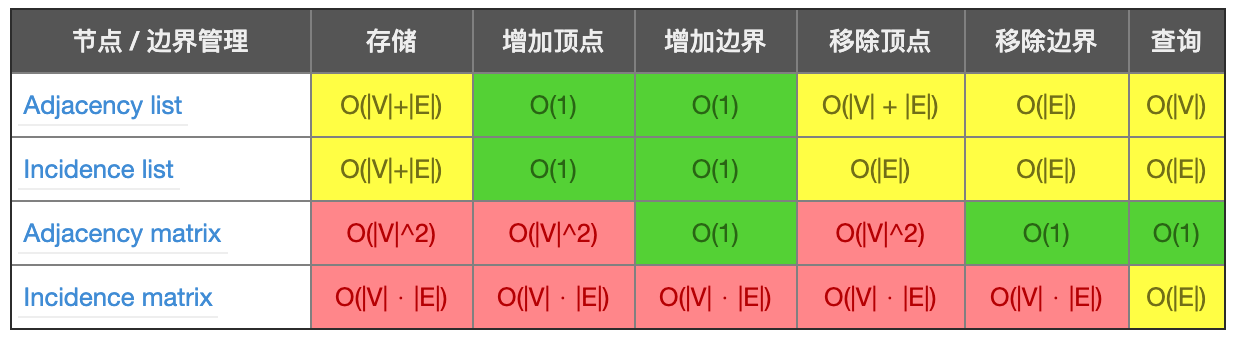 节点 / 边界管理 存储 增加顶点 增加边界 移除顶点 移除边界 查询
Adjacency list O(|V|+|E|) O(1) O(1) O(|V| + |E|) O(|E|) O(|V|)
Incidence list O(|V|+|E|) O(1) O(1) O(|E|) O(|E|) O(|E|)
Adjacency matrix O(|V|^2) O(|V|^2) O(1) O(|V|^2) O(1) O(1)
Incidence matrix O(|V| ⋅ |E|) O(|V| ⋅ |E|) O(|V| ⋅ |E|) O(|V| ⋅ |E|) O(|V| ⋅ |E|) O(|E|)